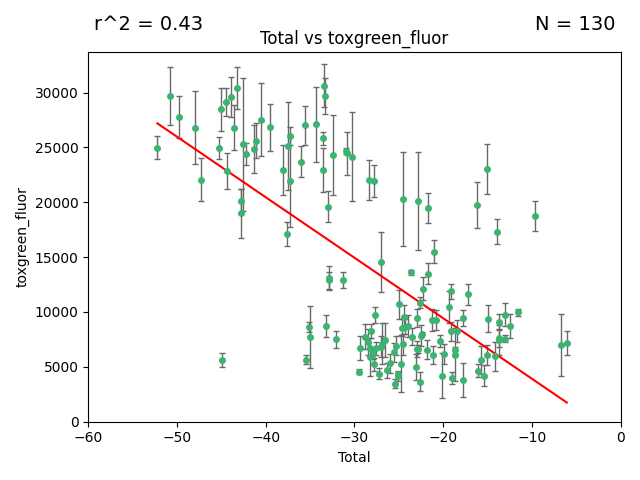 r^2 = 0.43
N = 130
Total vs toxgreen_fluor
toxgreen_fluor
30000
25000
20000
15000
10000
5000
0
−60
−50
−40
−30
−20
−10
0
Total